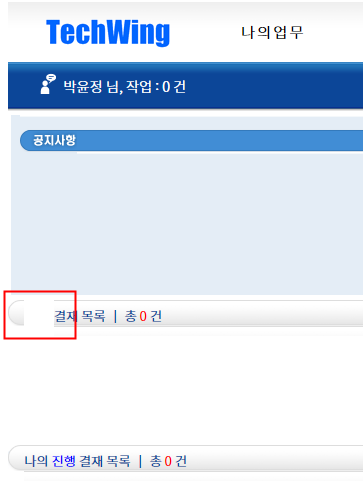 TechWing 나의업무
박윤정 님, 작업 : 0 건
공지사항
결재 목록 | 총 0 건
나의 진행 결재 목록 | 총 0 건